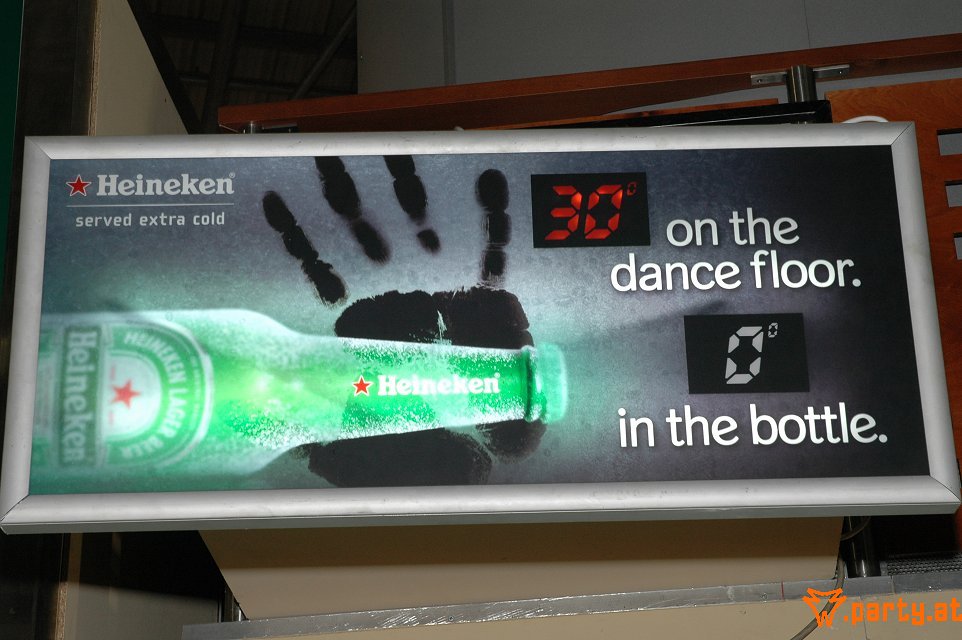 Heineken®
served extra cold
30°
on the
dance floor.
0°
in the bottle.
Heineken
HEINEKEN LAGER BEER
Heineken
.party.at